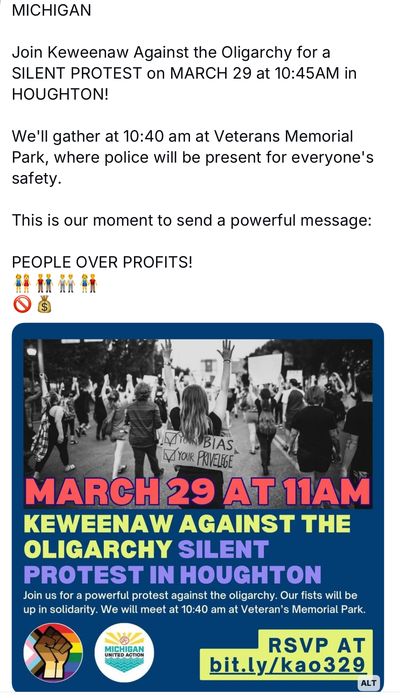 MICHIGAN
Join Keweenaw Against the Oligarchy for a
SILENT PROTEST on MARCH 29 at 10:45AM in
HOUGHTON!
We'll gather at 10:40 am at Veterans Memorial
Park, where police will be present for everyone's
safety.
This is our moment to send a powerful message:
PEOPLE OVER PROFITS!
YOUR BIAS,
YOUR PRIVELEGE
MARCH 29 AT 11AM
KEWEENAW AGAINST THE
OLIGARCHY SILENT
PROTEST IN HOUGHTON
Join us for a powerful protest against the oligarchy. Our fists will be
up in solidarity. We will meet at 10:40 am at Veteran's Memorial Park.
MICHIGAN
UNITED ACTION
RSVP AT
bit.ly/kao329
ALT